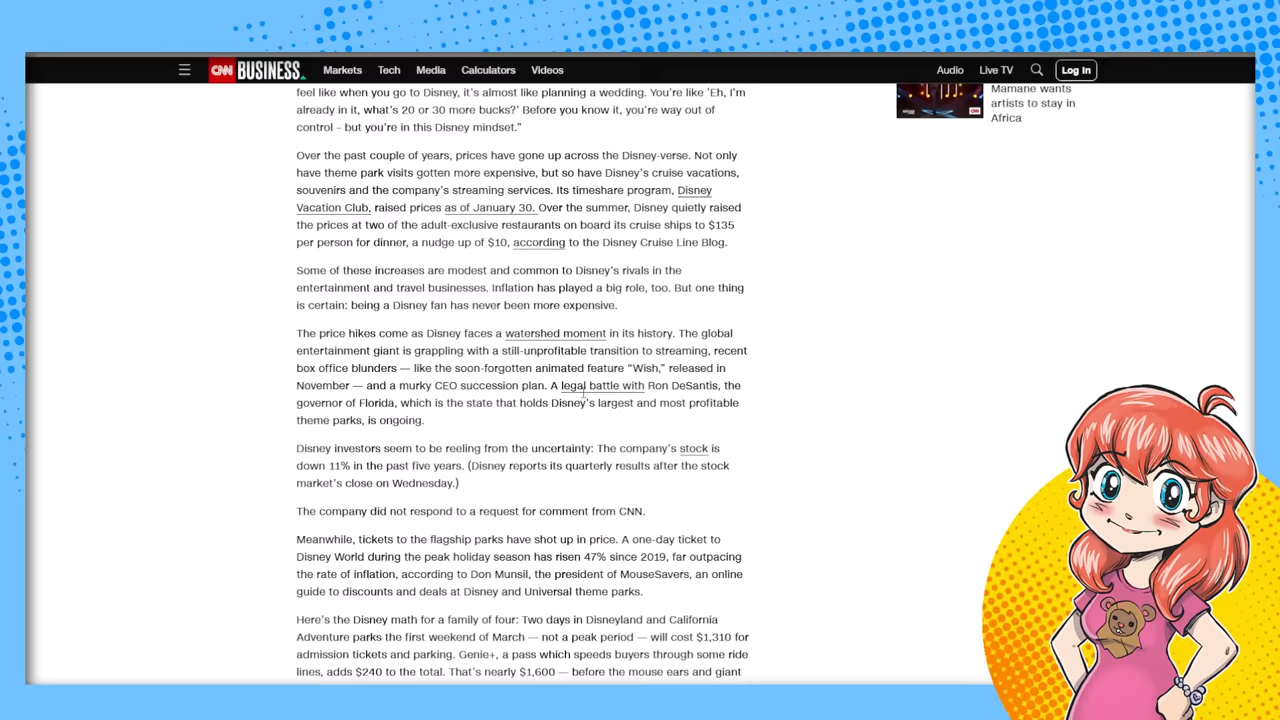 CNN BUSINESS Markets Tech Media Calculators Videos Audio Live TV Log In
feel like when you go to Disney, it's almost like planning a wedding. You're like 'Eh, I'm
already in it, what's 20 or 30 more bucks?' Before you know it, you're way out of
control – but you're in this Disney mindset."
Mamane wants
artists to stay in
Africa
Over the past couple of years, prices have gone up across the Disney-verse. Not only
have theme park visits gotten more expensive, but so have Disney's cruise vacations,
souvenirs and the company's streaming services. Its timeshare program, Disney
Vacation Club, raised prices as of January 30. Over the summer, Disney quietly raised
the prices at two of the adult-exclusive restaurants on board its cruise ships to $135
per person for dinner, a nudge up of $10, according to the Disney Cruise Line Blog.
Some of these increases are modest and common to Disney's rivals in the
entertainment and travel businesses. Inflation has played a big role, too. But one thing
is certain: being a Disney fan has never been more expensive.
The price hikes come as Disney faces a watershed moment in its history. The global
entertainment giant is grappling with a still-unprofitable transition to streaming, recent
box office blunders — like the soon-forgotten animated feature "Wish," released in
November — and a murky CEO succession plan. A legal battle with Ron DeSantis, the
governor of Florida, which is the state that holds Disney's largest and most profitable
theme parks, is ongoing.
Disney investors seem to be reeling from the uncertainty: The company's stock is
down 11% in the past five years. (Disney reports its quarterly results after the stock
market's close on Wednesday.)
The company did not respond to a request for comment from CNN.
Meanwhile, tickets to the flagship parks have shot up in price. A one-day ticket to
Disney World during the peak holiday season has risen 47% since 2019, far outpacing
the rate of inflation, according to Don Munsil, the president of MouseSavers, an online
guide to discounts and deals at Disney and Universal theme parks.
Here's the Disney math for a family of four: Two days in Disneyland and California
Adventure parks the first weekend of March — not a peak period — will cost $1,310 for
admission tickets and parking. Genie+, a pass which speeds buyers through some ride
lines, adds $240 to the total. That's nearly $1,600 — before the mouse ears and giant